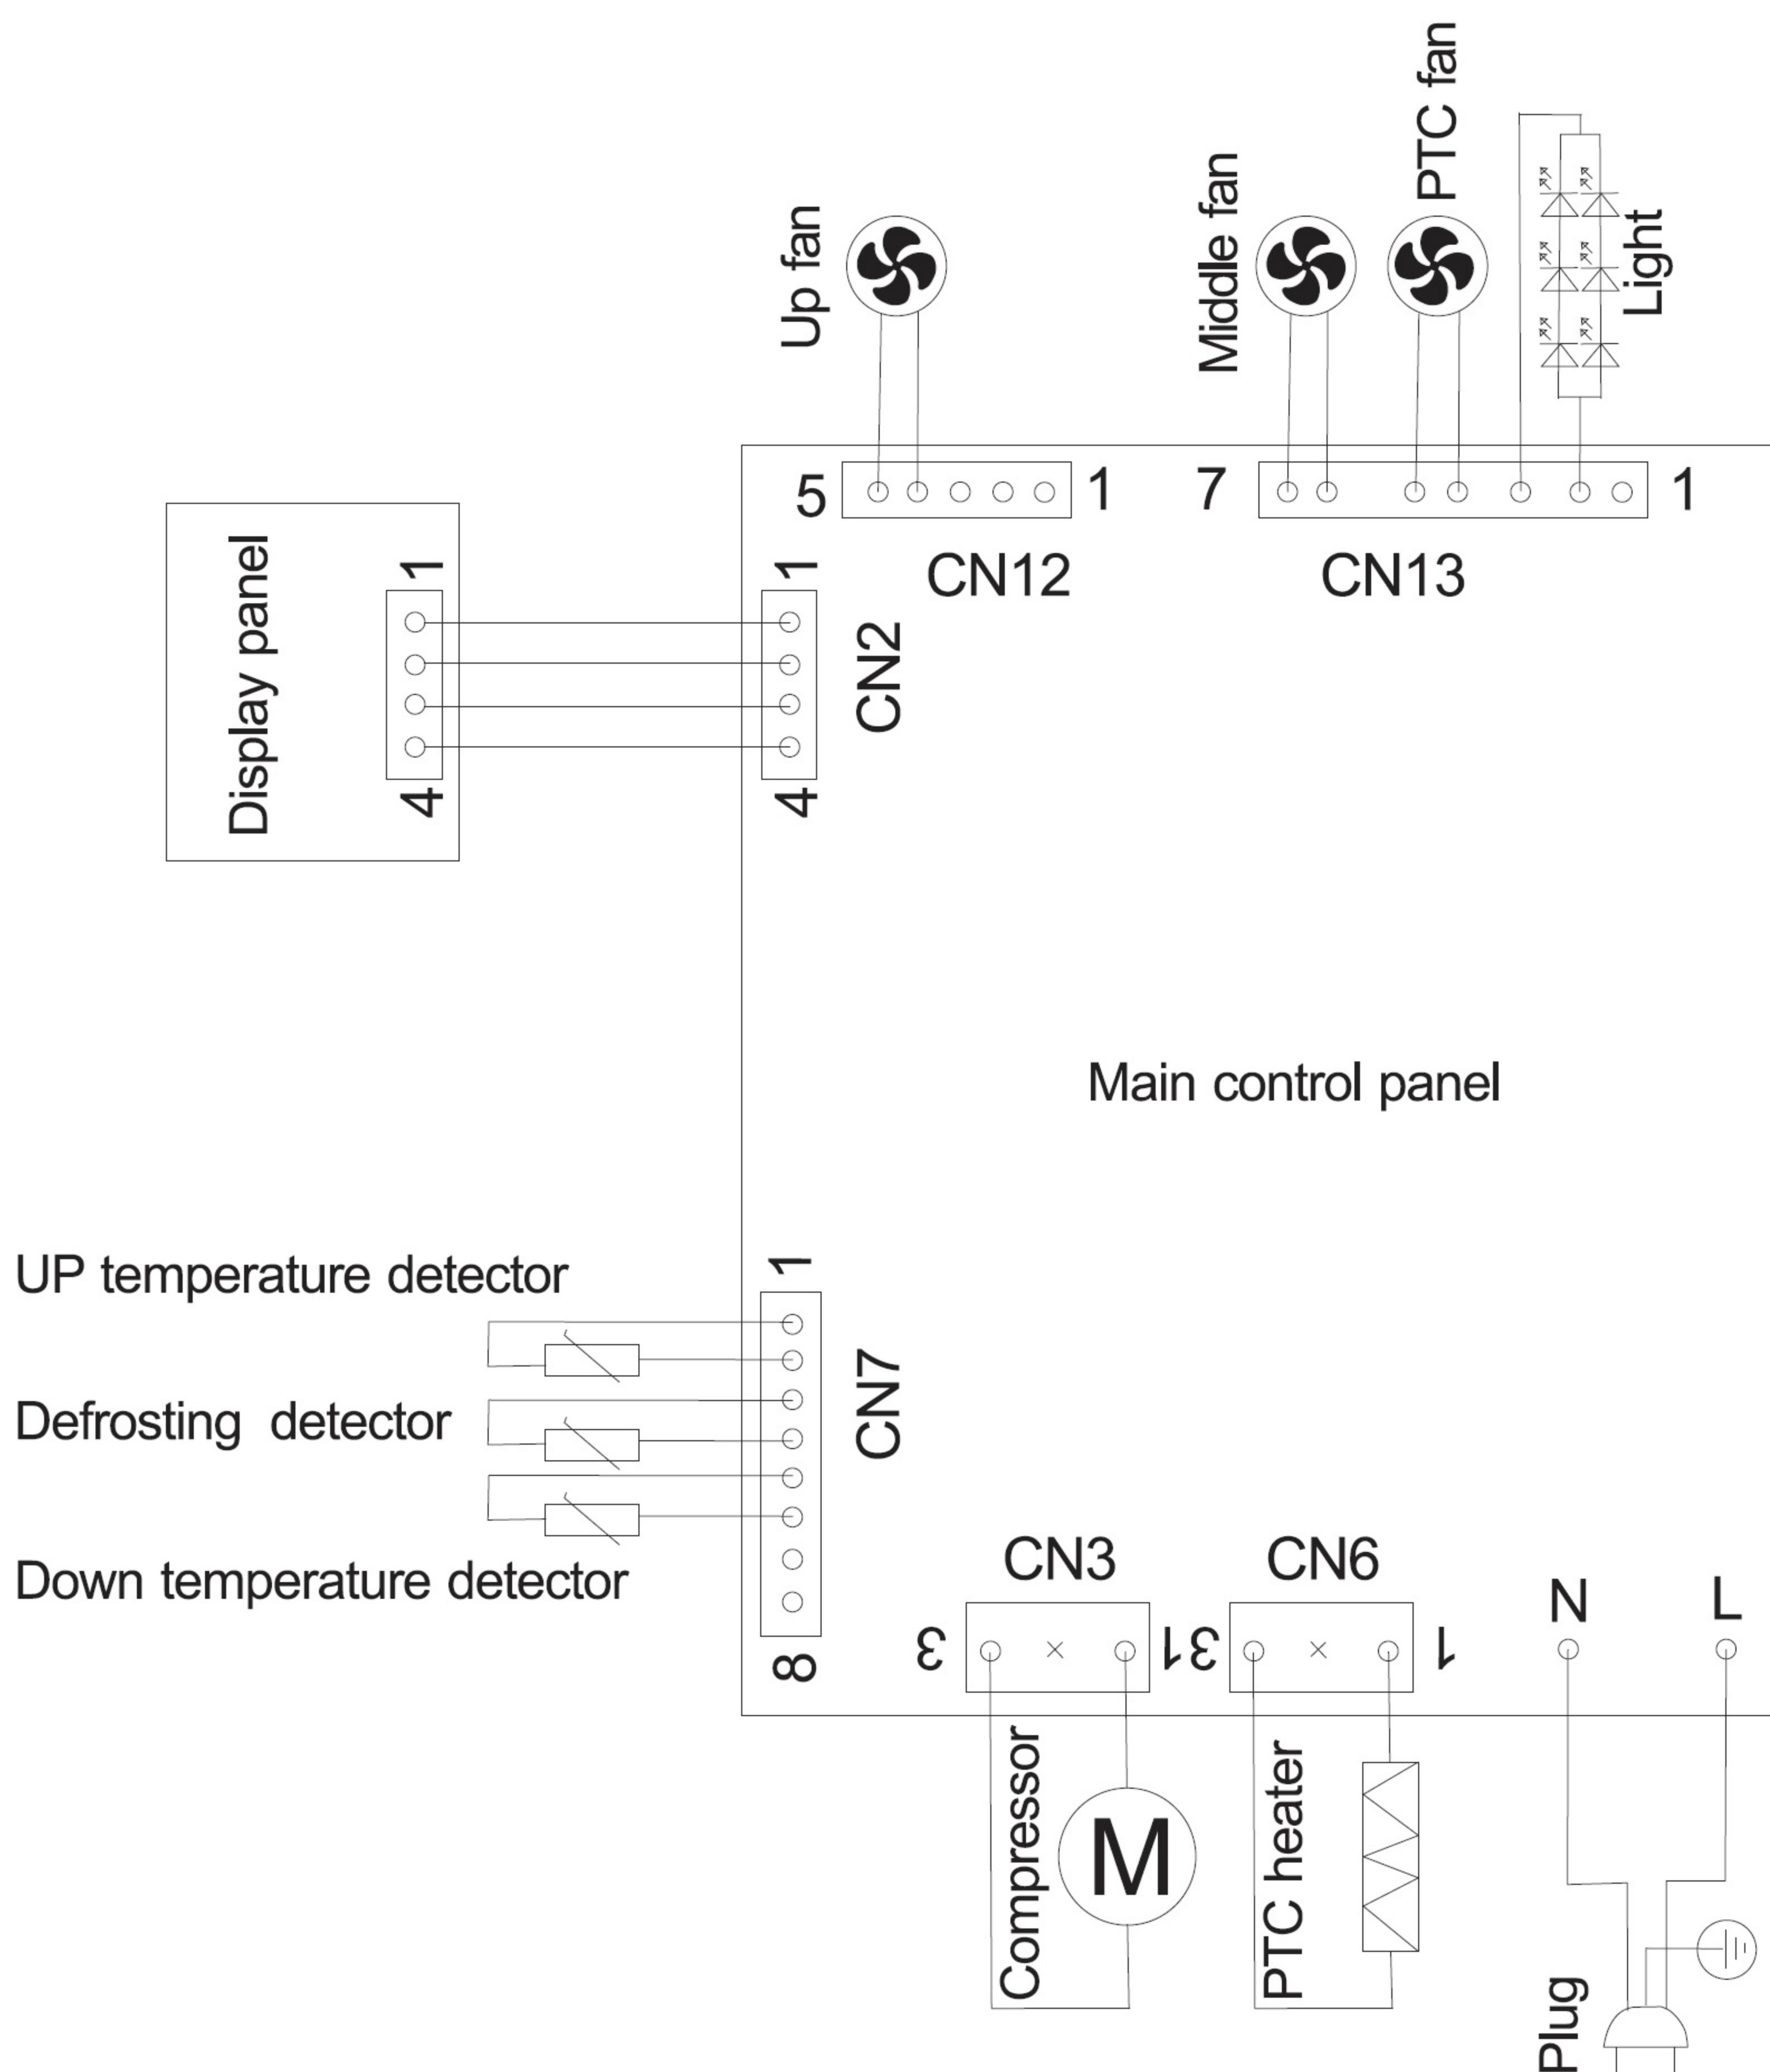 PTC fan
Up fan
Middle fan
Light
5
1
7
1
CN12
CN13
Display panel
1
4
1
4
CN2
Main control panel
UP temperature detector
Defrosting detector
Down temperature detector
1
8
CN7
CN3
CN6
N
L
3
1
3
1
Compressor
M
PTC heater
Plug